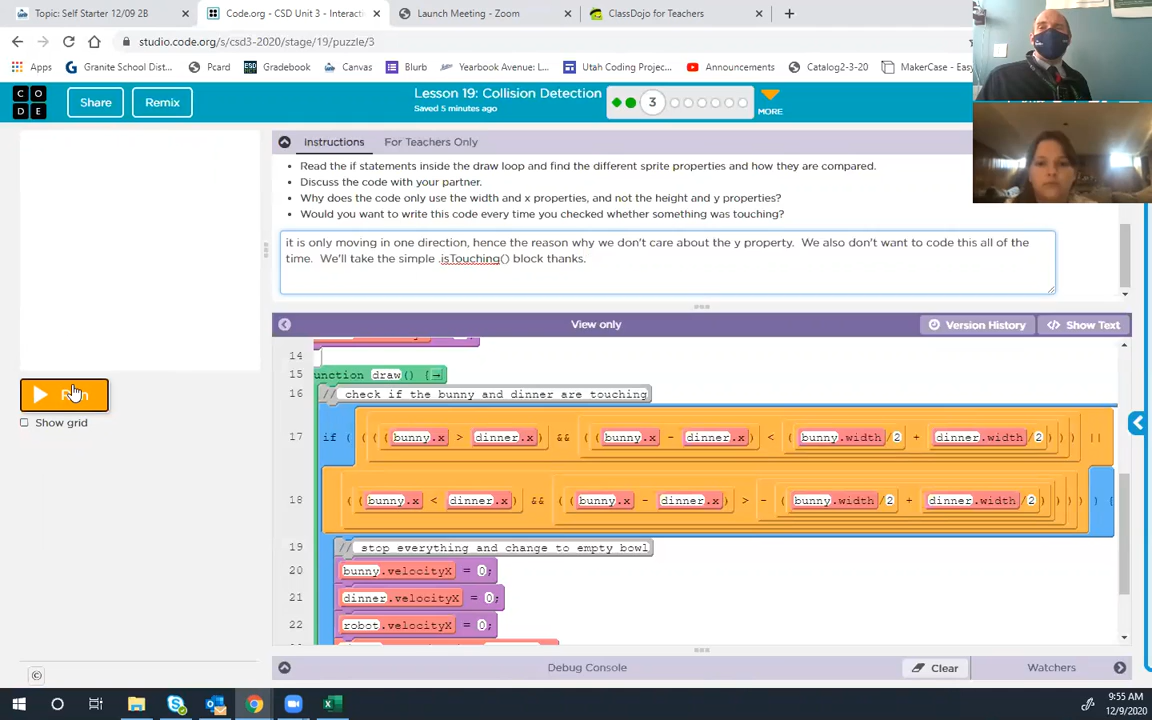 Topic: Self Starter 12/09 2B
Code.org - CSD Unit 3 - Interact
Launch Meeting - Zoom
ClassDojo for Teachers
studio.code.org/s/csd3-2020/stage/19/puzzle/3
Apps
Granite School Dist...
Pcard
Gradebook
Canvas
Blurb
Yearbook Avenue: L...
Utah Coding Projec...
Announcements
Catalog2-3-20
MakerCase - Eas
CODE
Share
Remix
Lesson 19: Collision Detection
Saved 5 minutes ago
3
MORE
Instructions
For Teachers Only
• Read the if statements inside the draw loop and find the different sprite properties and how they are compared.
• Discuss the code with your partner.
• Why does the code only use the width and x properties, and not the height and y properties?
• Would you want to write this code every time you checked whether something was touching?
it is only moving in one direction, hence the reason why we don't care about the y property. We also don't want to code this all of the
time. We'll take the simple .isTouching() block thanks.
View only
Version History
</> Show Text
Run
Show grid
14
15 unction draw() {
16 // check if the bunny and dinner are touching
17 if ( ( ( ( bunny.x > dinner.x ) && ( ( bunny.x - dinner.x ) < ( bunny.width/2 + dinner.width/2 ) ) ) ) ||
18 ( ( bunny.x < dinner.x ) && ( ( bunny.x - dinner.x ) > - ( bunny.width/2 + dinner.width/2 ) ) ) ) {
19 // stop everything and change to empty bowl
20 bunny.velocityX = 0;
21 dinner.velocityX = 0;
22 robot.velocityX = 0;
©
Debug Console
Clear
Watchers
9:55 AM
12/9/2020